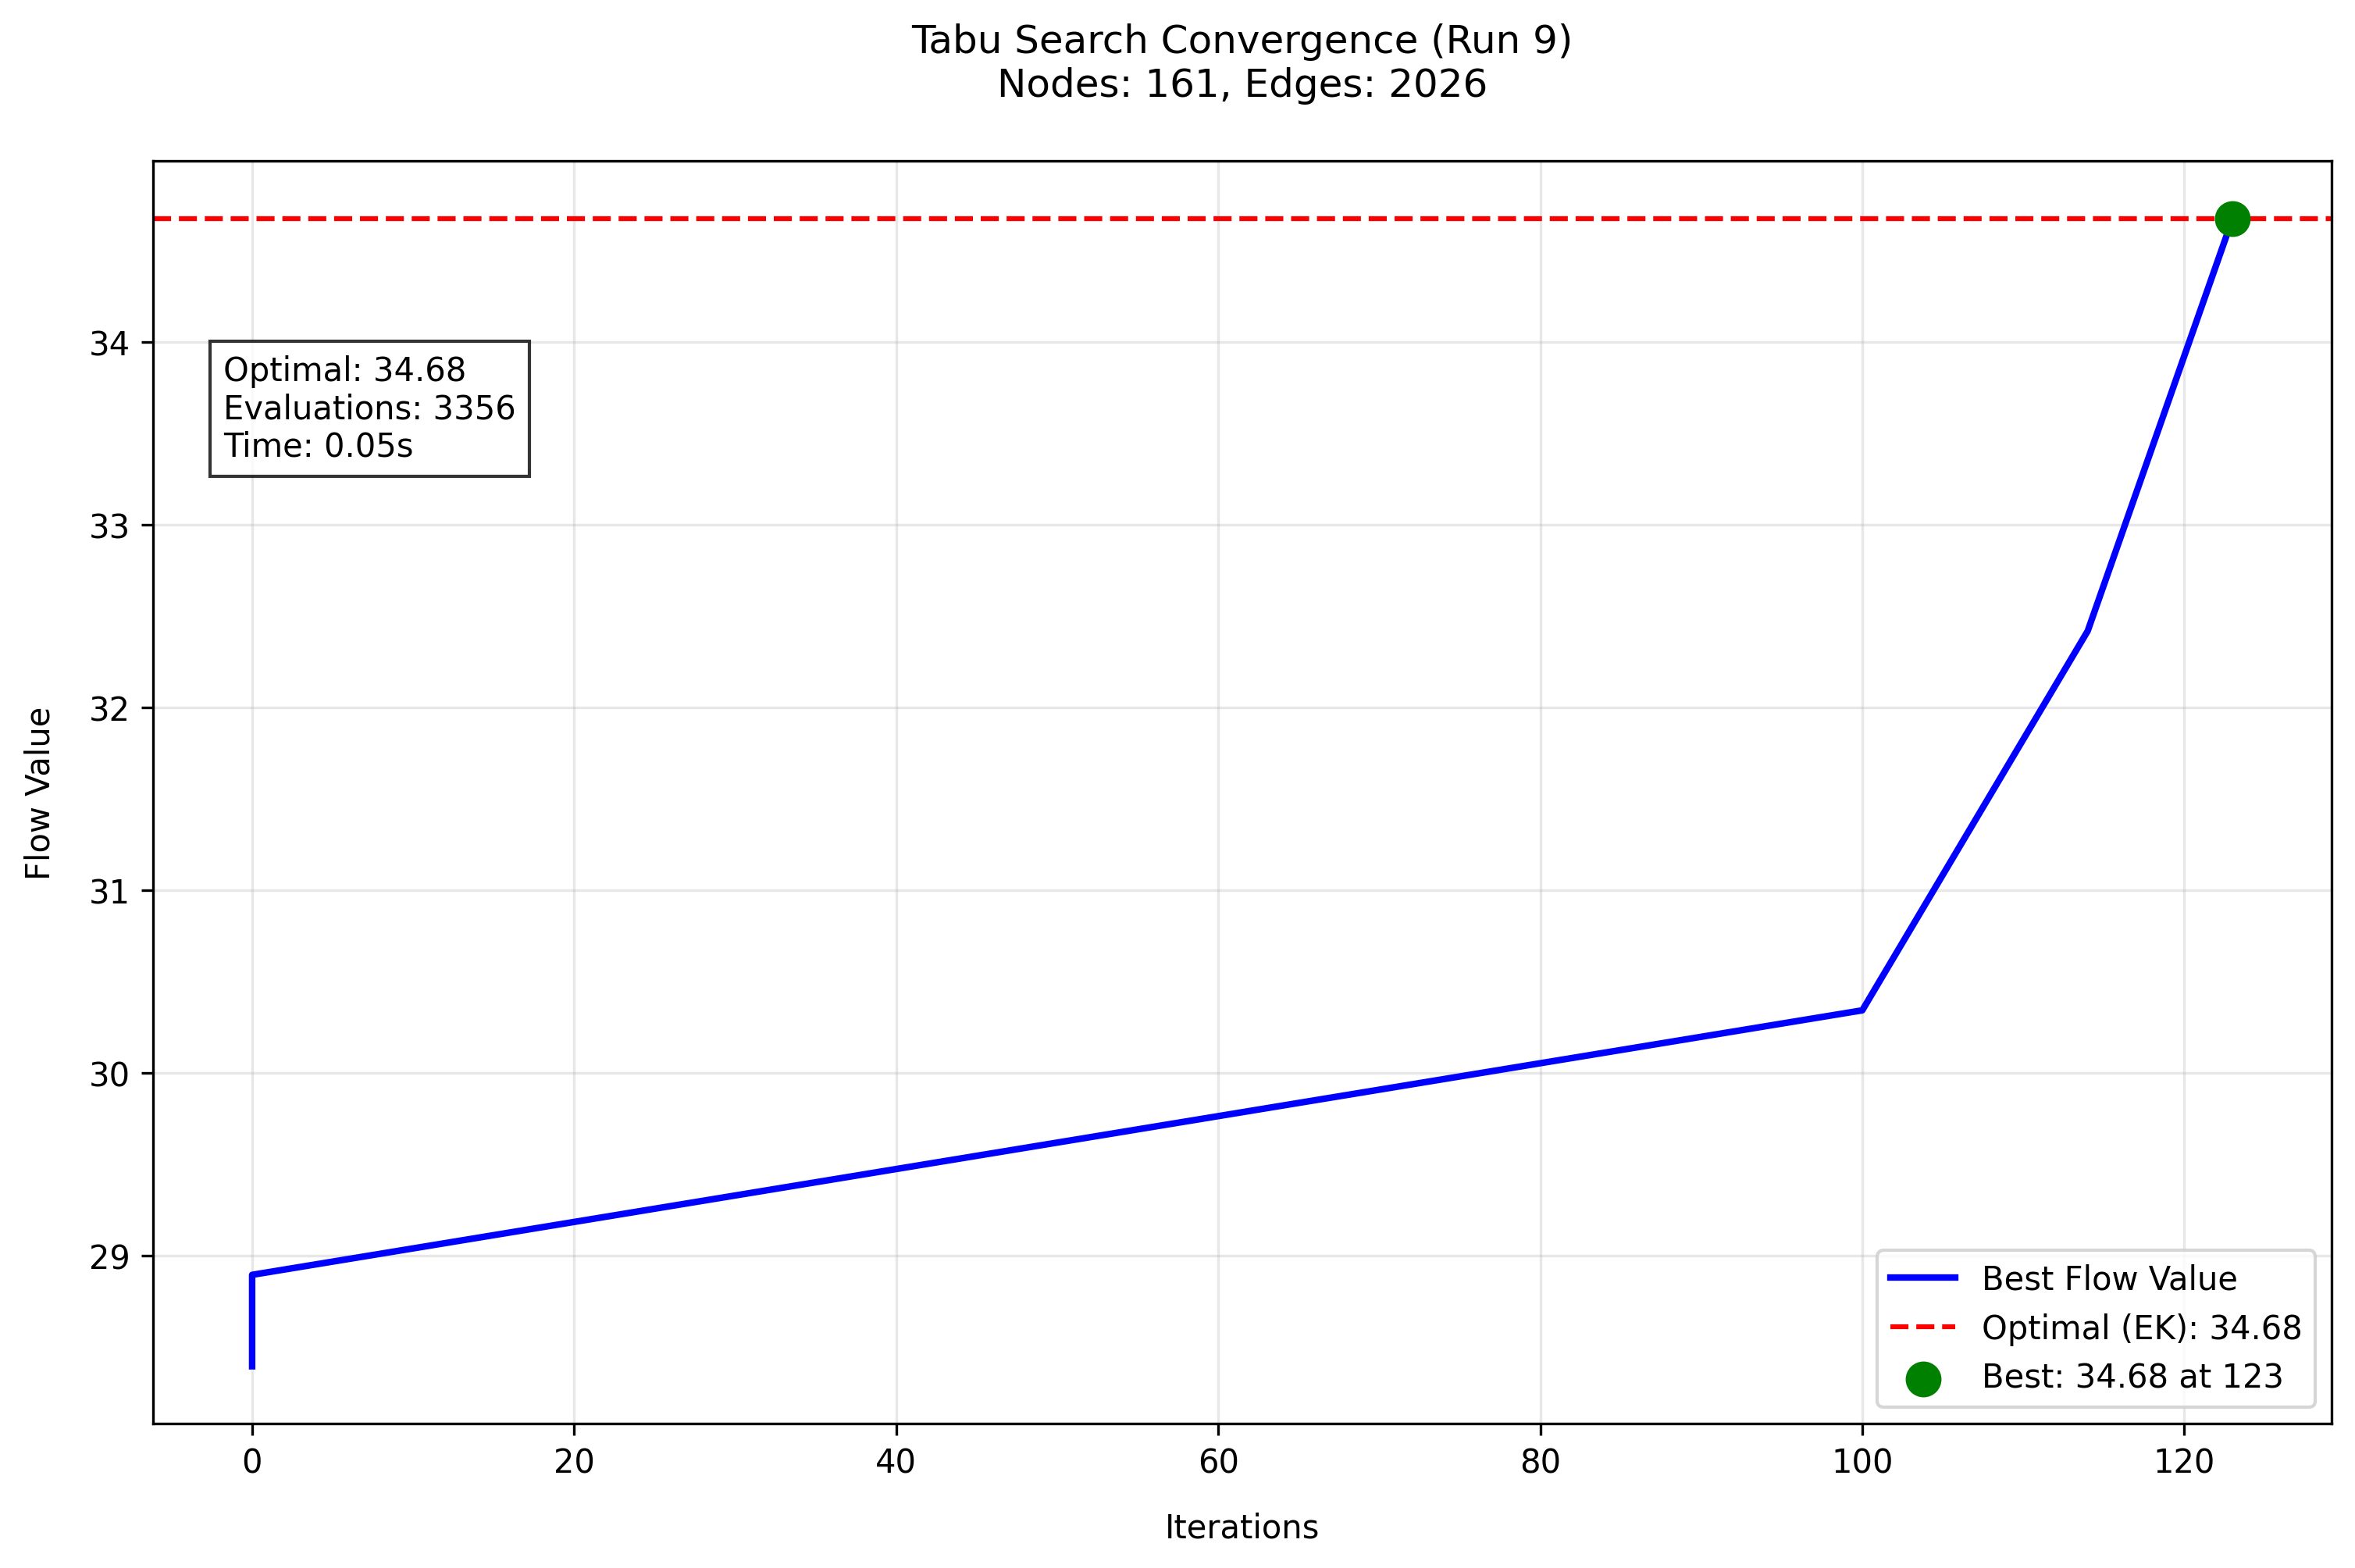 Tabu Search Convergence (Run 9)
Nodes: 161, Edges: 2026
Flow Value
34
33
32
31
30
29
Optimal: 34.68
Evaluations: 3356
Time: 0.05s
Best Flow Value
Optimal (EK): 34.68
Best: 34.68 at 123
0 20 40 60 80 100 120
Iterations